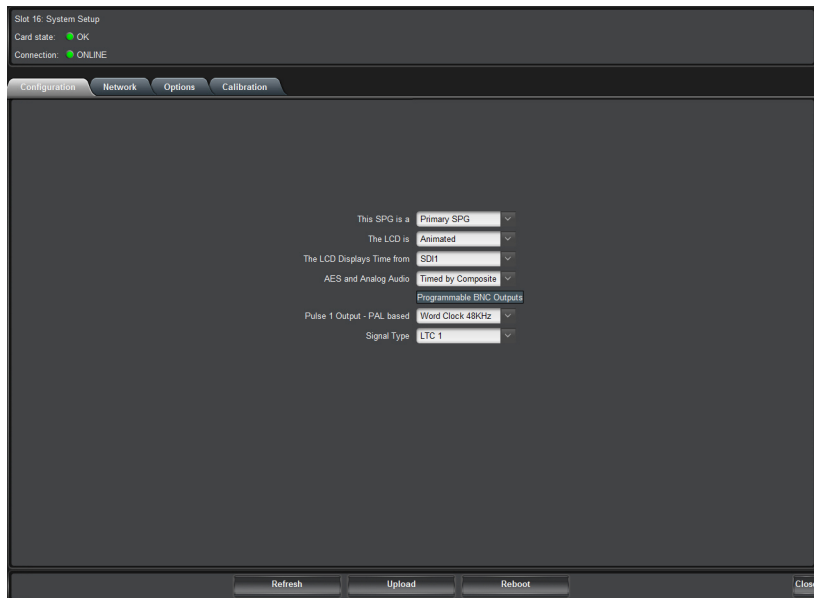 Slot 16: System Setup
Card state: OK
Connection: ONLINE
Configuration Network Options Calibration
This SPG is a Primary SPG
The LCD is Animated
The LCD Displays Time from SDI1
AES and Analog Audio Timed by Composite
Programmable BNC Outputs
Pulse 1 Output - PAL based Word Clock 48KHz
Signal Type LTC 1
Refresh Upload Reboot Close